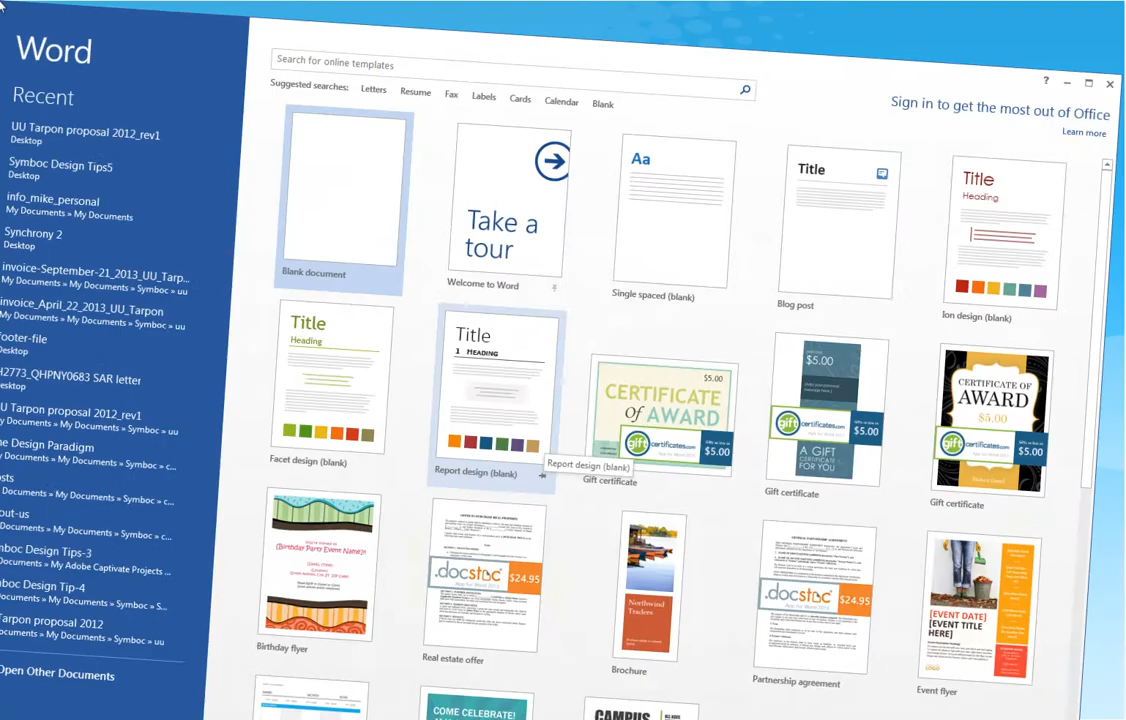 Word
Recent
UU Tarpon proposal 2012_rev1
Desktop
Symboc Design Tips5
Desktop
info_mike_personal
My Documents » My Documents
Synchrony 2
Desktop
invoice-September-21_2013_UU_Tarp...
My Documents » My Documents » Symboc » uu
invoice_April_22_2013_UU_Tarpon
My Documents » My Documents » Symboc » uu
footer-file
Desktop
H2773_QHPNY0683 SAR letter
My Documents » My Documents
U Tarpon proposal 2012_rev1
Documents » My Documents » Symboc » uu
ne Design Paradigm
Documents » My Documents » Symboc » c...
osts
Documents » My Documents » Symboc » c...
out-us
Documents » My Documents » Symboc » c...
mboc Design Tips-3
Documents » My Adobe Captivate Projects ...
mboc Design Tip-4
Documents » My Documents » Symboc » S...
Tarpon proposal 2012
ocuments » My Documents » Symboc » uu
Open Other Documents
Search for online templates
Suggested searches: Letters Resume Fax Labels Cards Calendar Blank
? 
Sign in to get the most out of Office
Learn more
Blank document
Take a
tour
Welcome to Word
Aa
Single spaced (blank)
Title
Blog post
Title
Heading
Ion design (blank)
Title
Heading
Facet design (blank)
Title
1 HEADING
Report design (blank)
Report design (blank)
$5.00
CERTIFICATE
Of AWARD
gift certificates.com
$5.00
Gift certificate
$5.00
gift certificates.com
$5.00
A GIFT
CERTIFICATE
FOR YOU
Gift certificate
CERTIFICATE OF
AWARD
$5.00
gift certificates.com
$5.00
Gift certificate
[Birthday Party Event Name]!
Birthday flyer
.docstoc
$24.95
Real estate offer
Northwind
Traders
Brochure
.docstoc
$24.95
Partnership agreement
[EVENT DATE]
[EVENT TITLE
HERE]
Event flyer
COME CELEBRATE!
CAMPUS